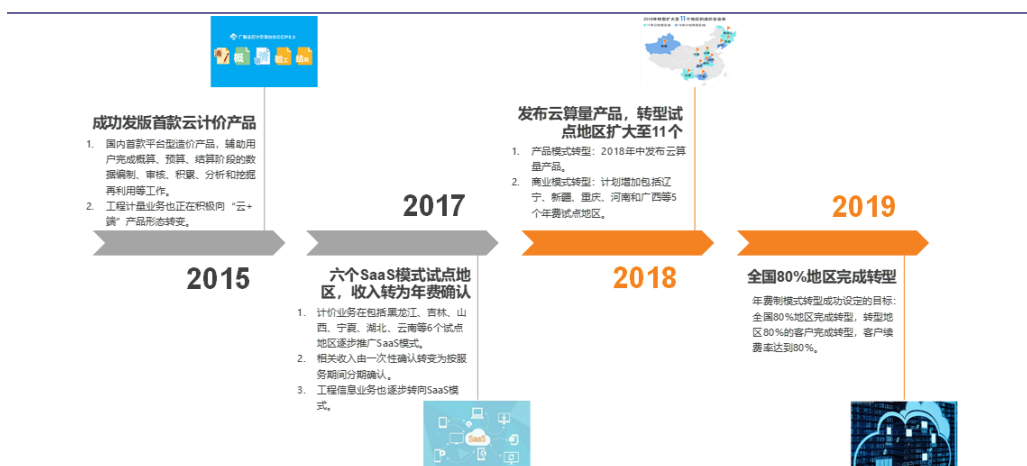 成功发版首款云计价产品
1. 国内首款平台型造价产品，辅助用
户完成概算、预算、结算阶段的数
据编制、审核、积累、分析和挖掘
再利用等工作。
2. 工程计量业务也正在积极向“云+
端”产品形态转变。
2015
2017
六个SaaS模式试点地
区，收入转为年费确认
1. 计价业务在包括黑龙江、吉林、山
西、宁夏、湖北、云南等6个试点
地区逐步推广SaaS模式。
2. 相关收入由一次性确认转变为按服
务期间分期确认。
3. 工程信息业务也逐步转向SaaS模
式。
SaaS
发布云算量产品，转型试
点地区扩大至11个
1. 产品模式转型：2018年中发布云算
量产品。
2. 商业模式转型：计划增加包括辽
宁、新疆、重庆、河南和广西等5
个年费试点地区。
2018
2019
全国80%地区完成转型
年费制模式转型成功设定的目标：
全国80%地区完成转型，转型地
区80%的客户完成转型，客户续
费率达到80%。